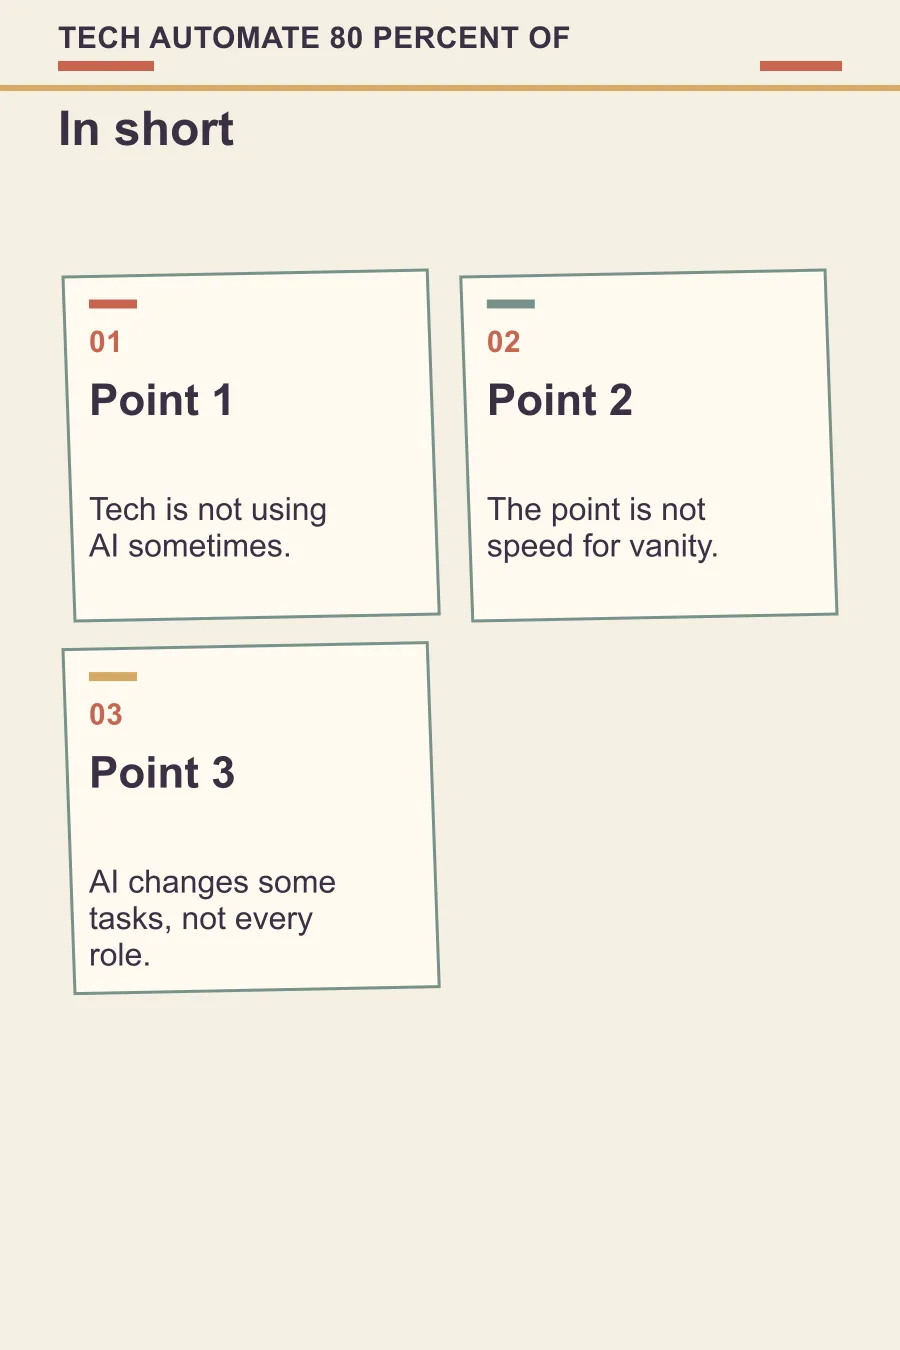 TECH AUTOMATE 80 PERCENT OF
In short
01
Point 1
Tech is not using
AI sometimes.
02
Point 2
The point is not
speed for vanity.
03
Point 3
AI changes some
tasks, not every
role.